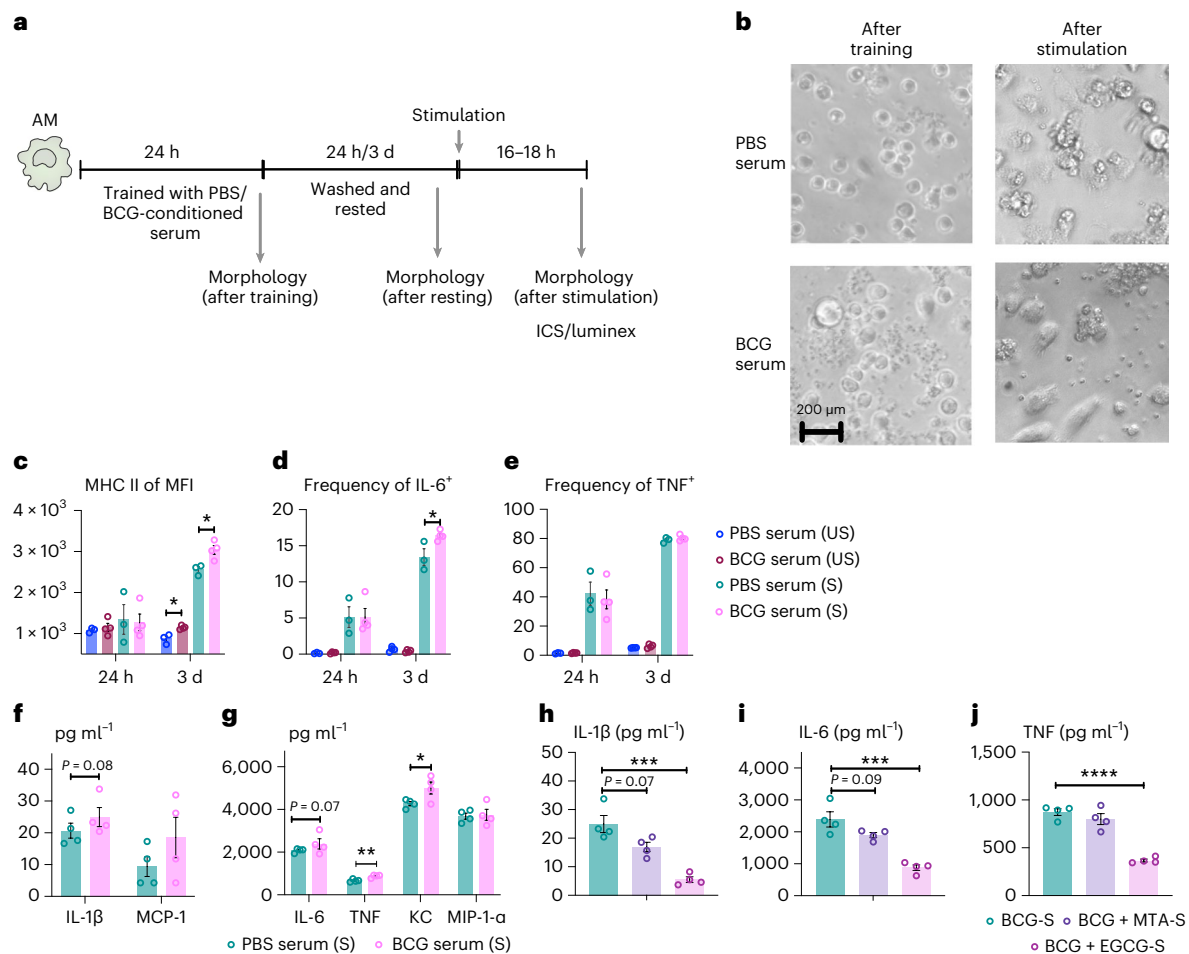 a
AM
Stimulation
24 h
24 h/3 d
16–18 h
Trained with PBS/
BCG-conditioned
serum
Washed and
rested
Morphology
(after training)
Morphology
(after resting)
Morphology
(after stimulation)
ICS/luminex
b
After
training
After
stimulation
PBS
serum
BCG
serum
200 µm
c
MHC II of MFI
4 × 10³
3 × 10³
2 × 10³
1 × 10³
*
*
24 h
3 d
d
Frequency of IL-6⁺
20
15
10
5
0
*
24 h
3 d
e
Frequency of TNF⁺
100
80
60
40
20
0
24 h
3 d
PBS serum (US)
BCG serum (US)
PBS serum (S)
BCG serum (S)
f
pg ml⁻¹
40
30
20
10
0
P = 0.08
IL-1β
MCP-1
g
pg ml⁻¹
6,000
4,000
2,000
0
P = 0.07
**
*
IL-6
TNF
KC
MIP-1-α
PBS serum (S)
BCG serum (S)
h
IL-1β (pg ml⁻¹)
50
40
30
20
10
0
***
P = 0.07
i
IL-6 (pg ml⁻¹)
4,000
3,000
2,000
1,000
0
***
P = 0.09
j
TNF (pg ml⁻¹)
1,500
1,000
500
0
****
BCG-S
BCG + MTA-S
BCG + EGCG-S